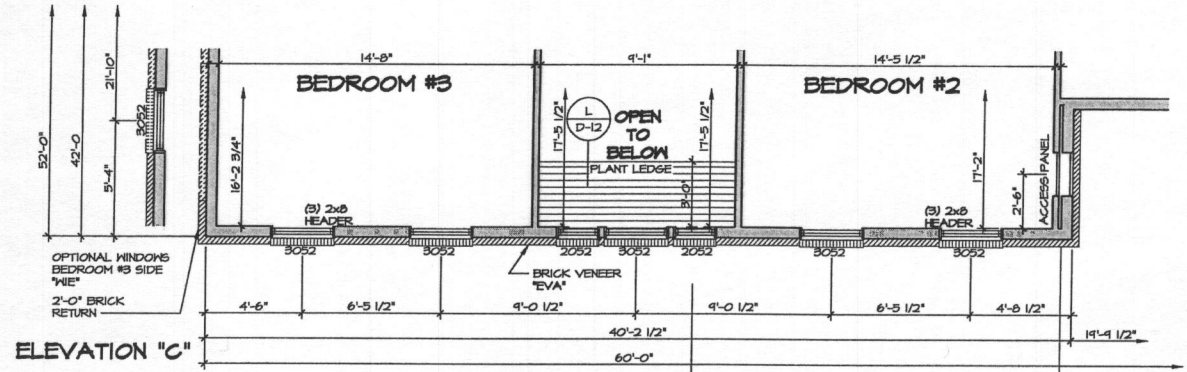 14'-8"
9'-1"
14'-5 1/2"
BEDROOM #3
BEDROOM #2
21'-10"
3052
52'-0"
42'-0
5'-4"
16'-2 3/4"
17'-5 1/2"
L
D-12
OPEN
TO
BELOW
PLANT LEDGE
17'-5 1/2"
3'-0"
17'-2"
2'-6"
ACCESS PANEL
(3) 2x8
HEADER
(3) 2x8
HEADER
3052
3052
2052
3052
2052
3052
3052
OPTIONAL WINDOWS
BEDROOM #3 SIDE
"WIE"
2'-0" BRICK
RETURN
BRICK VENEER
"EVA"
4'-6"
6'-5 1/2"
9'-0 1/2"
9'-0 1/2"
6'-5 1/2"
4'-8 1/2"
40'-2 1/2"
19'-9 1/2"
ELEVATION "C"
60'-0"